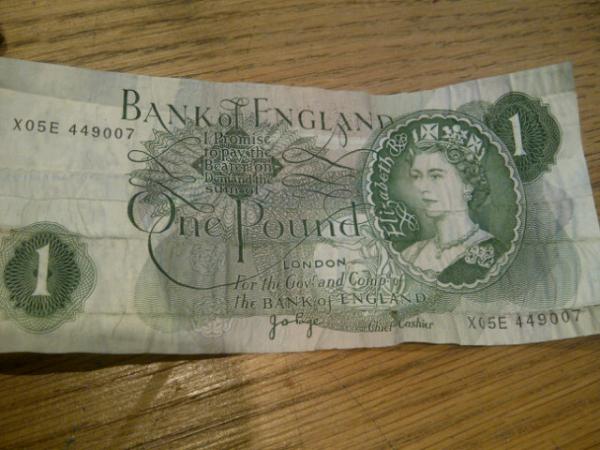 BANK of ENGLAND
X05E 449007
I Promise
to pay the
Bearer on
Demand the
sum of
One Pound
1
Elizabeth R
LONDON
For the Govr. and Compa. of
the BANK of ENGLAND
Chief Cashier
1
X05E 449007